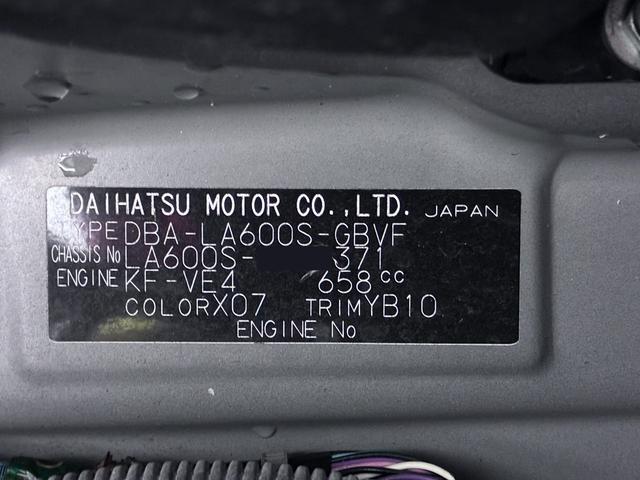 DAIHATSU MOTOR CO.,LTD. JAPAN
TYPE DBA-LA600S-GBVF
CHASSIS No LA600S- 371
ENGINE KF-VE4 658cc
COLOR X07 TRIM YB10
ENGINE No